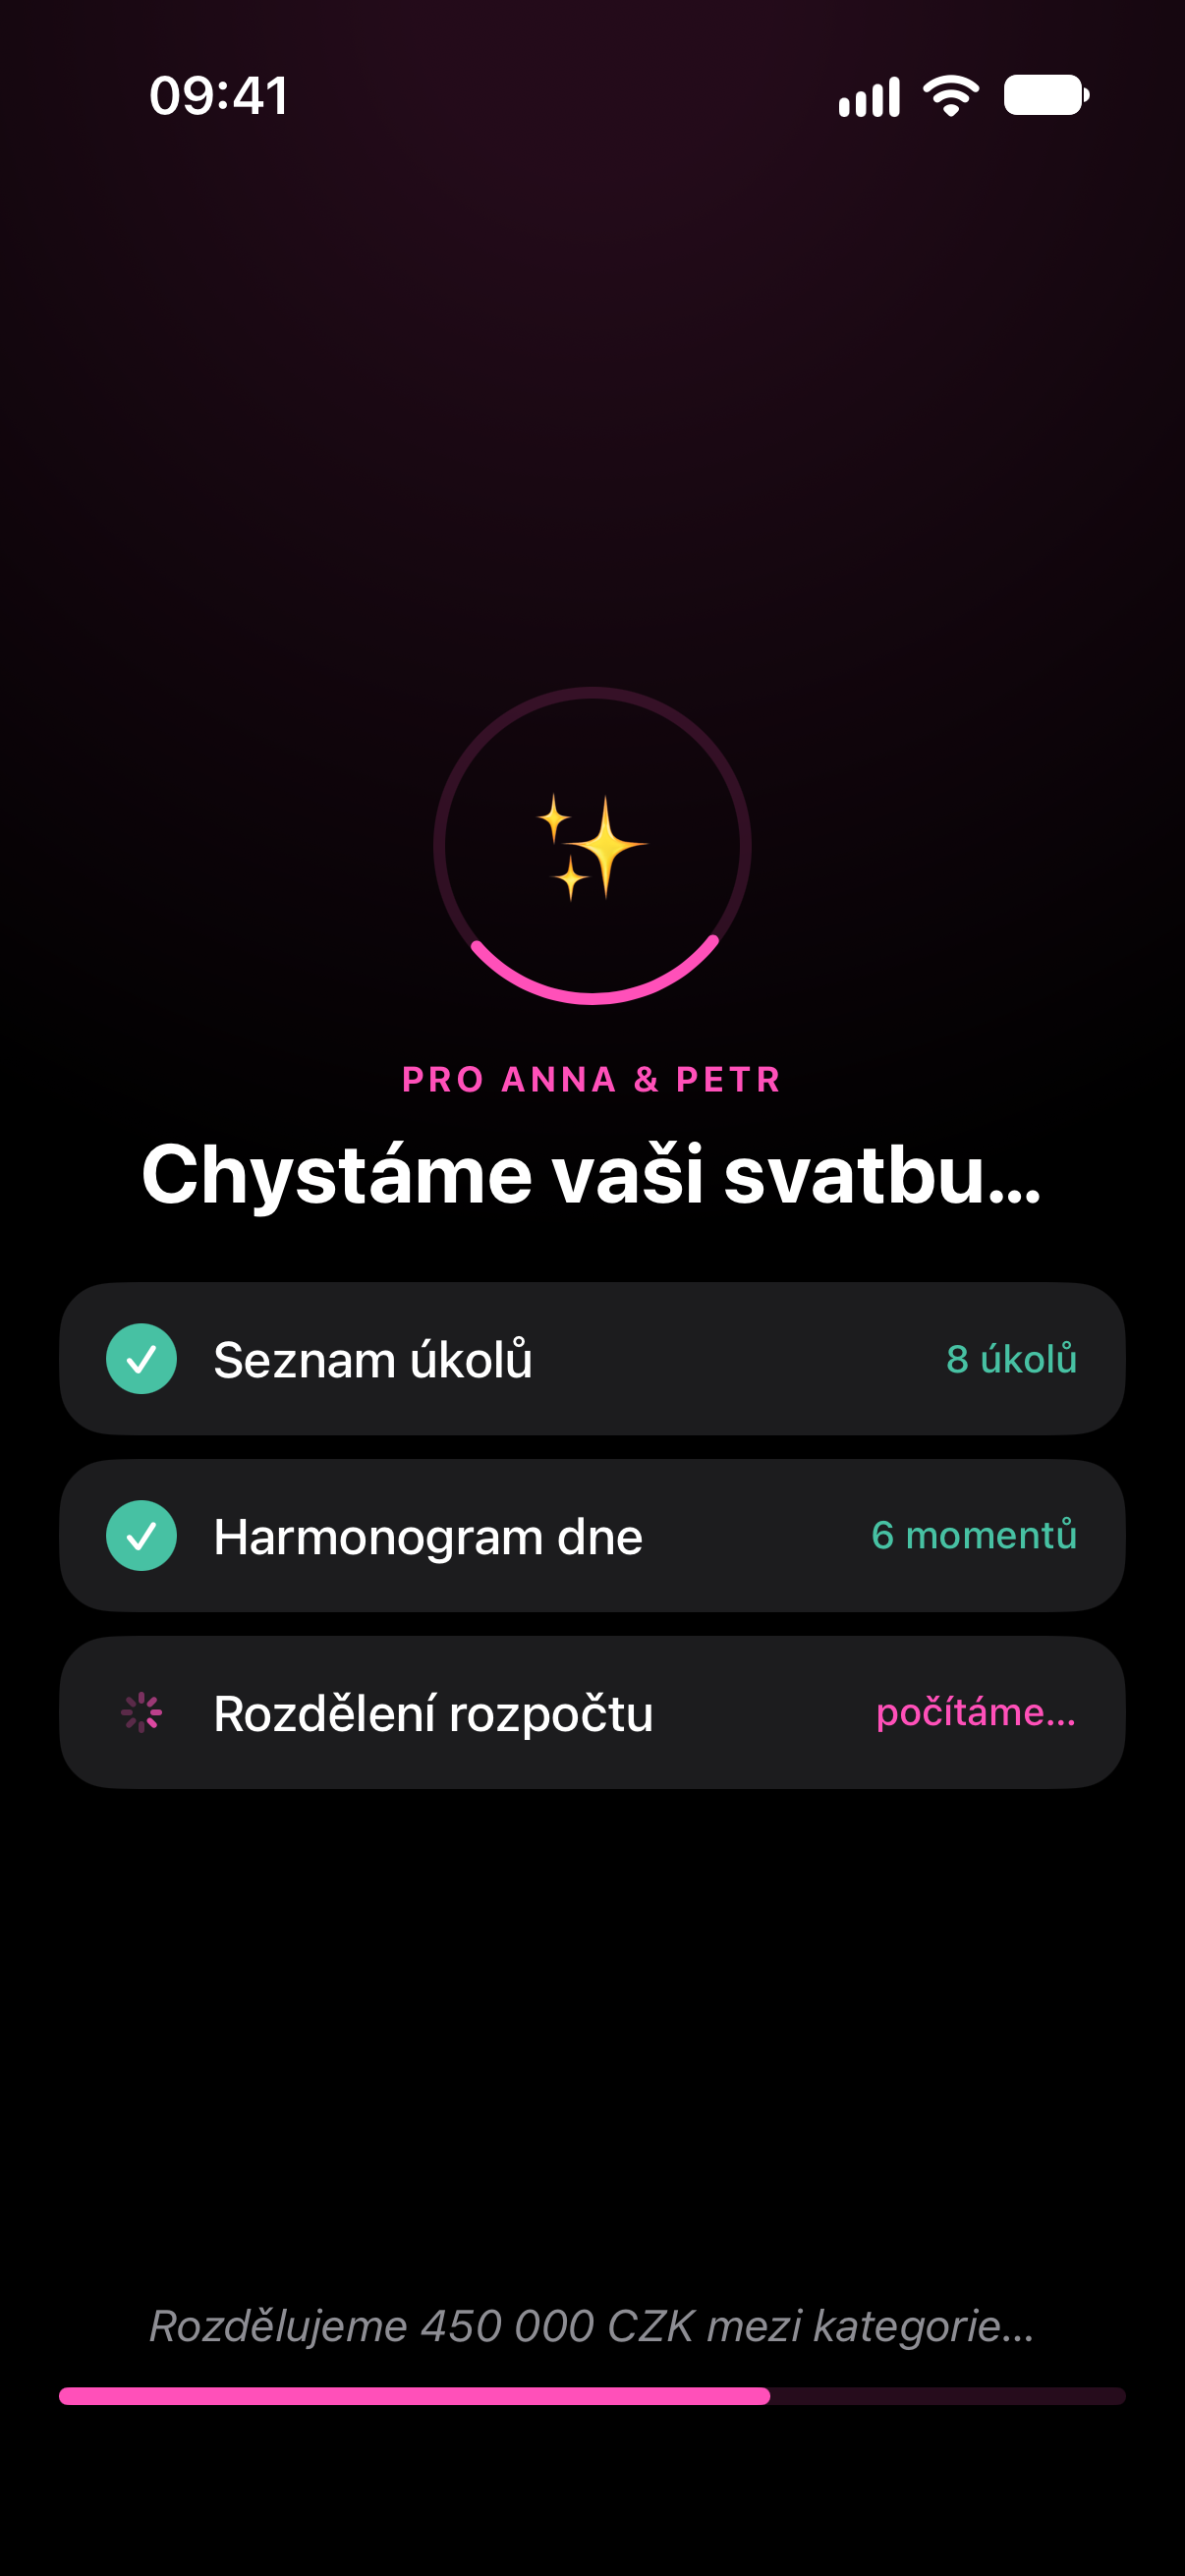 09:41
PRO ANNA & PETR
Chystáme vaši svatbu…
Seznam úkolů
8 úkolů
Harmonogram dne
6 momentů
Rozdělení rozpočtu
počítáme…
Rozdělujeme 450 000 CZK mezi kategorie…